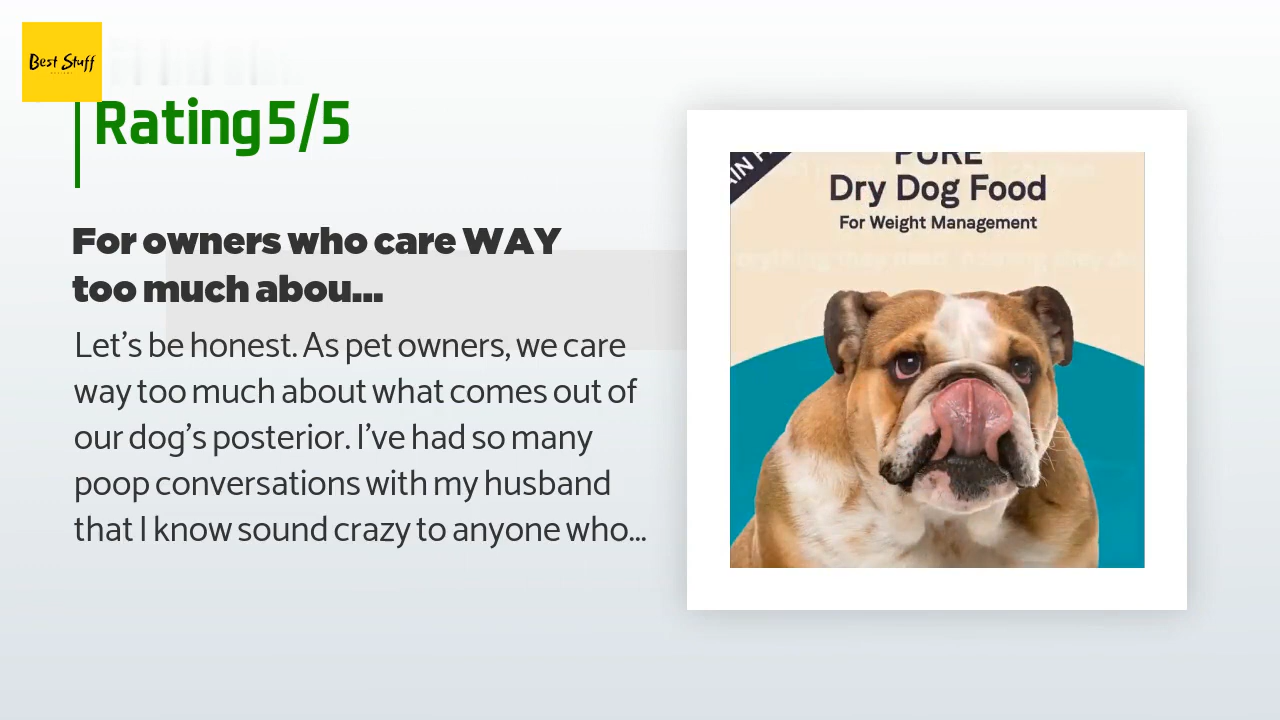 Best Stuff
Rating 5/5
For owners who care WAY
too much abou...
Let's be honest. As pet owners, we care
way too much about what comes out of
our dog's posterior. I've had so many
poop conversations with my husband
that I know sound crazy to anyone who...
PURE
Dry Dog Food
For Weight Management